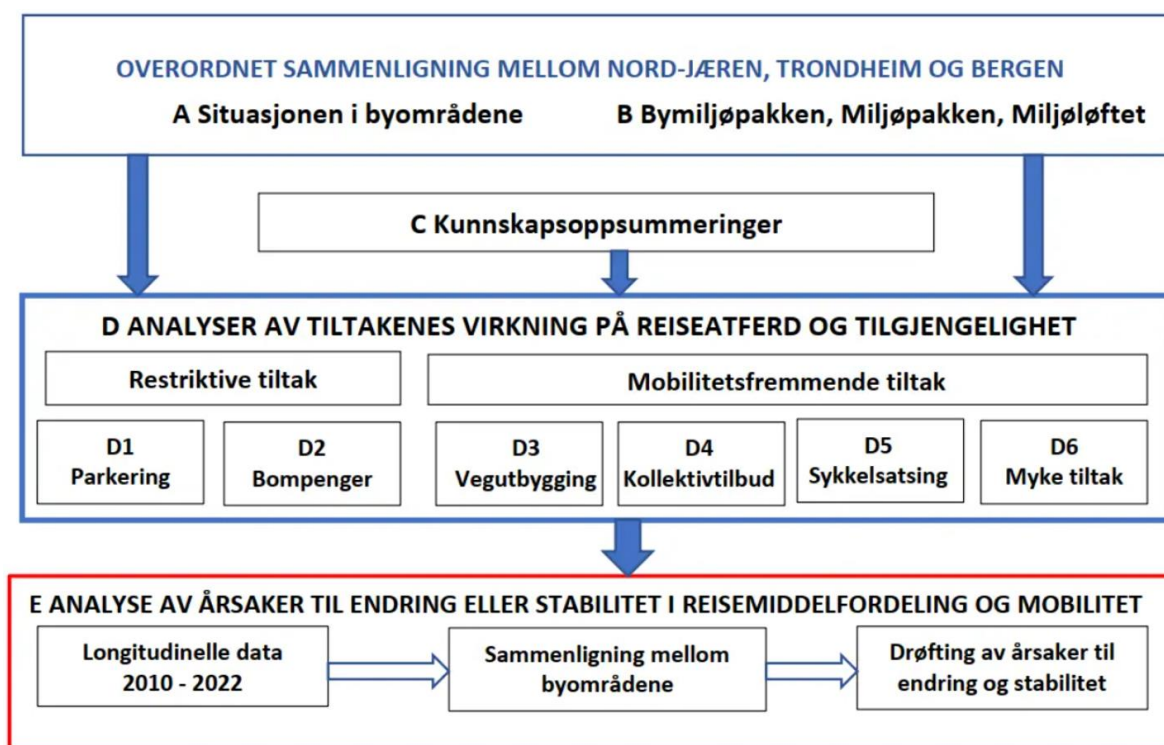 OVERORDNET SAMMENLIGNING MELLOM NORD-JÆREN, TRONDHEIM OG BERGEN
A Situasjonen i byområdene
B Bymiljøpakken, Miljøpakken, Miljøløftet
C Kunnskapsoppsummeringer
D ANALYSER AV TILTAKENES VIRKNING PÅ REISEATFERD OG TILGJENGELIGHET
Restriktive tiltak
Mobilitetsfremmende tiltak
D1
Parkering
D2
Bompenger
D3
Vegutbygging
D4
Kollektivtilbud
D5
Sykkelsatsing
D6
Myke tiltak
E ANALYSE AV ÅRSAKER TIL ENDRING ELLER STABILITET I REISEMIDDELFORDELING OG MOBILITET
Longitudinelle data
2010 - 2022
Sammenligning mellom
byområdene
Drøfting av årsaker til
endring og stabilitet